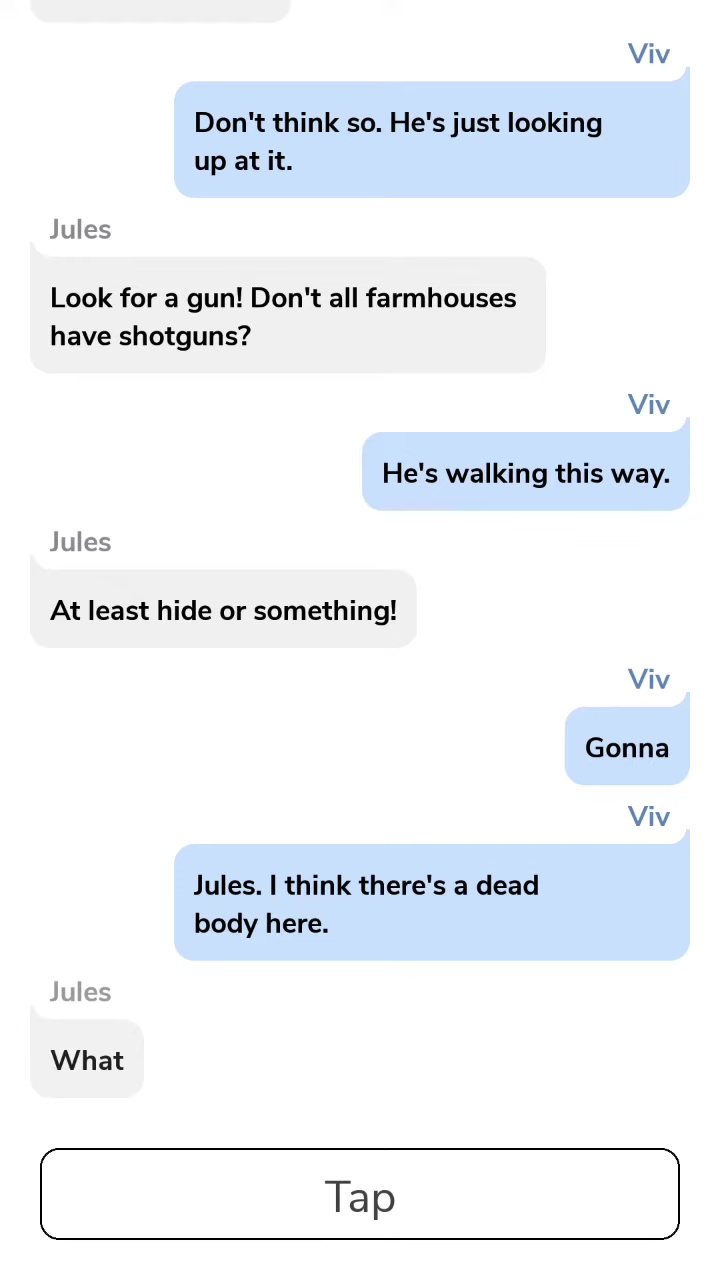 Viv
Don't think so. He's just looking
up at it.
Jules
Look for a gun! Don't all farmhouses
have shotguns?
Viv
He's walking this way.
Jules
At least hide or something!
Viv
Gonna
Viv
Jules. I think there's a dead
body here.
Jules
What
Tap